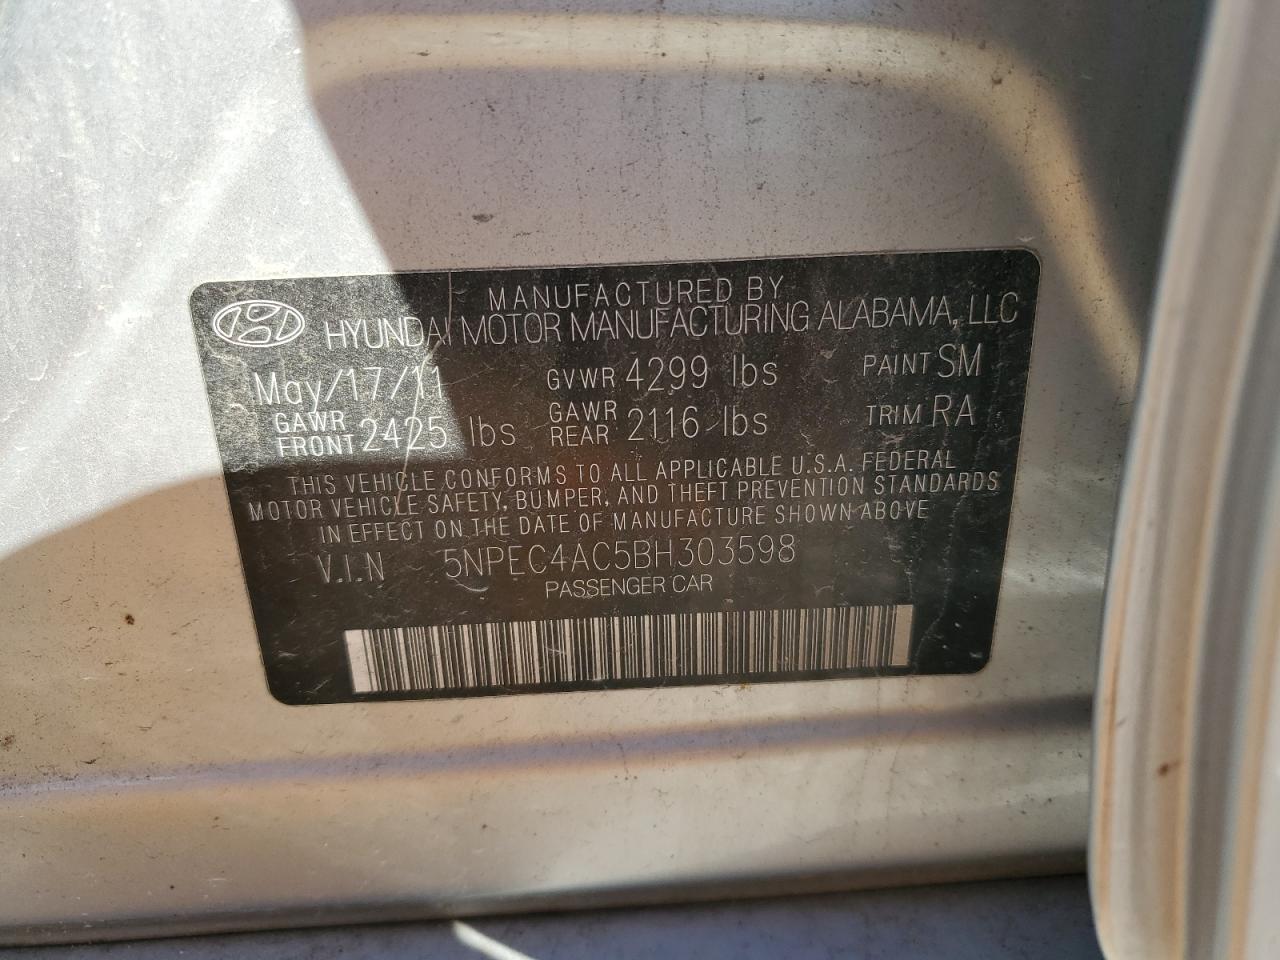 MANUFACTURED BY
HYUNDAI MOTOR MANUFACTURING ALABAMA, LLC
May/17/11 GVWR 4299 lbs PAINT SM
GAWR FRONT 2425 lbs GAWR REAR 2116 lbs TRIM RA
THIS VEHICLE CONFORMS TO ALL APPLICABLE U.S.A. FEDERAL
MOTOR VEHICLE SAFETY, BUMPER, AND THEFT PREVENTION STANDARDS
IN EFFECT ON THE DATE OF MANUFACTURE SHOWN ABOVE
V.I.N 5NPEC4AC5BH303598
PASSENGER CAR